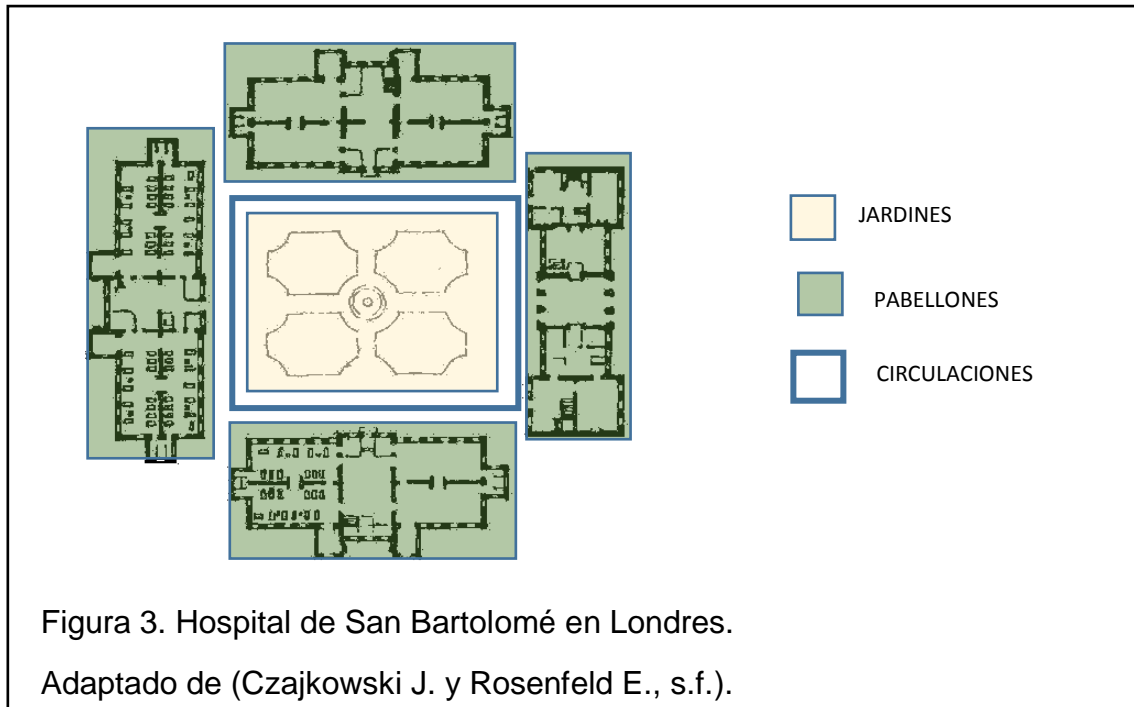 JARDINES
PABELLONES
CIRCULACIONES
Figura 3. Hospital de San Bartolomé en Londres.
Adaptado de (Czajkowski J. y Rosenfeld E., s.f.).